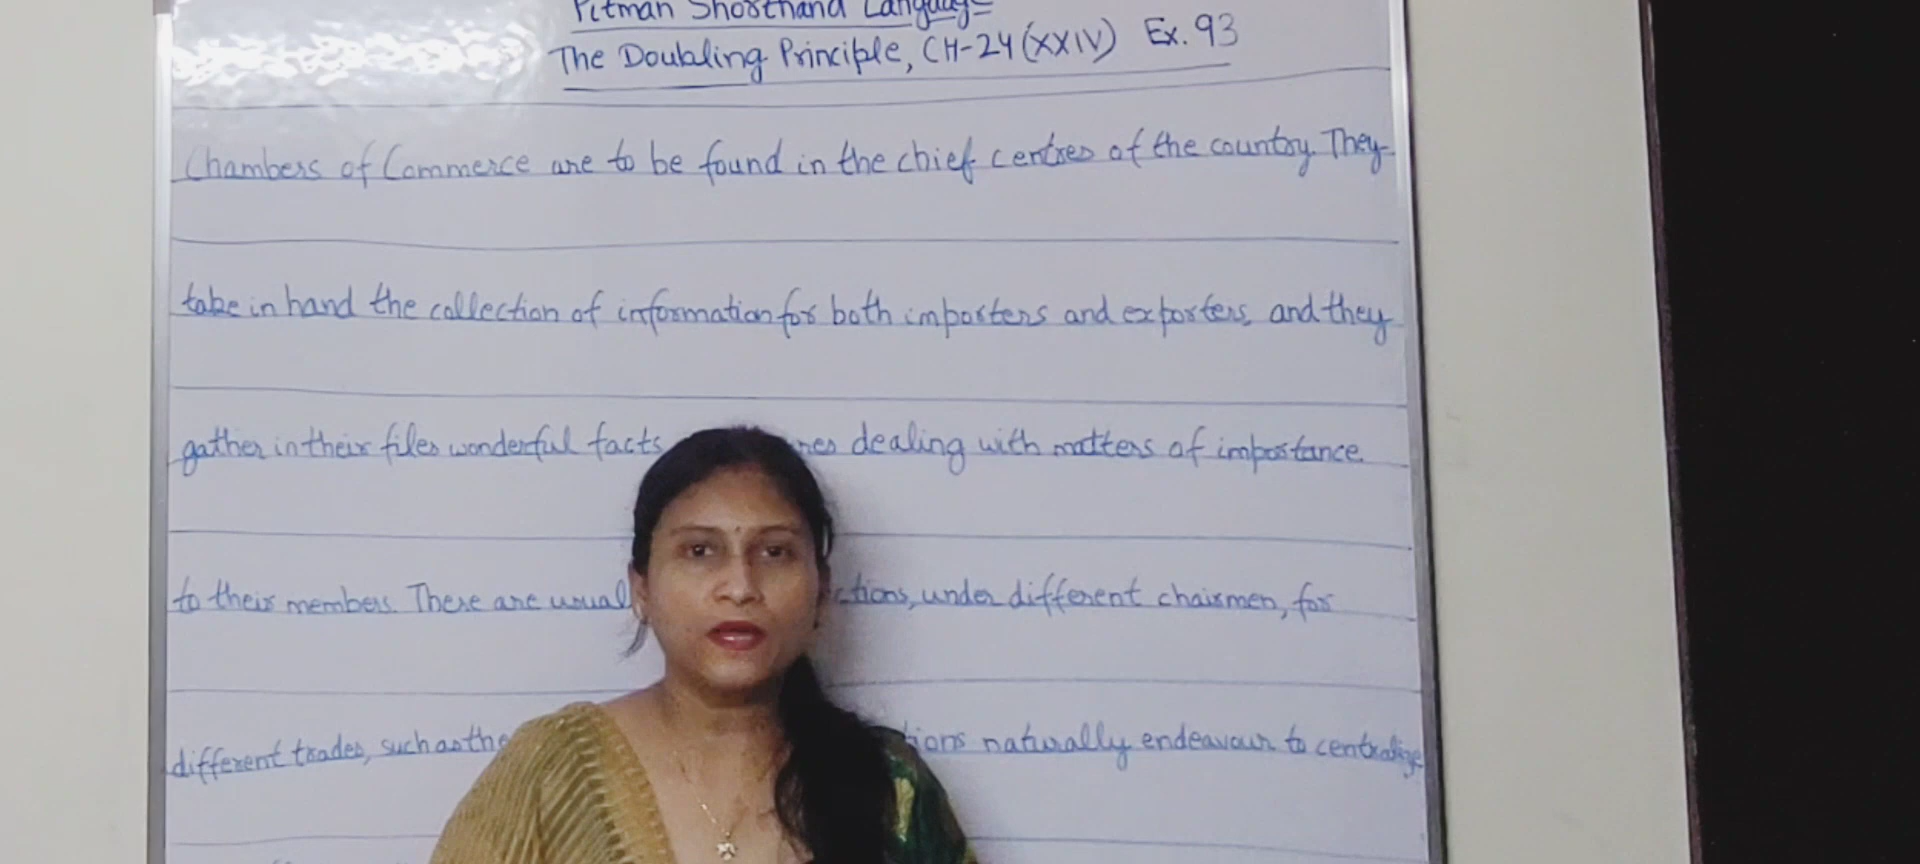 Pitman Shorthand Language
The Doubling Principle, CH-24 (XXIV) Ex. 93
Chambers of Commerce are to be found in the chief centres of the country. They
take in hand the collection of information for both importers and exporters, and they
gather in their files wonderful facts dealing with matters of importance
to their members. There are under different chairmen, for
different trades, such as the naturally endeavour to centralize